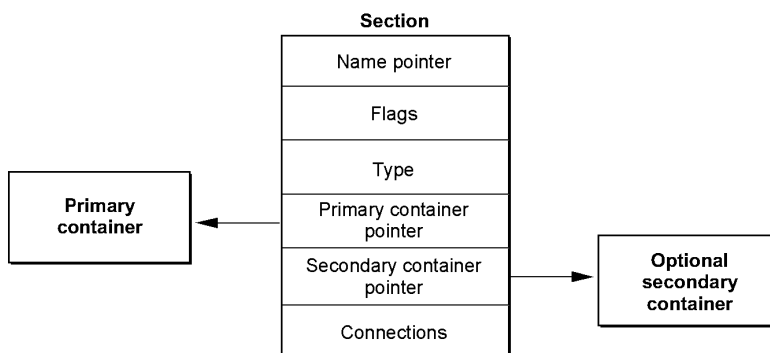 Section
Name pointer
Flags
Type
Primary container
pointer
Secondary container
pointer
Connections
Primary
container
Optional
secondary
container